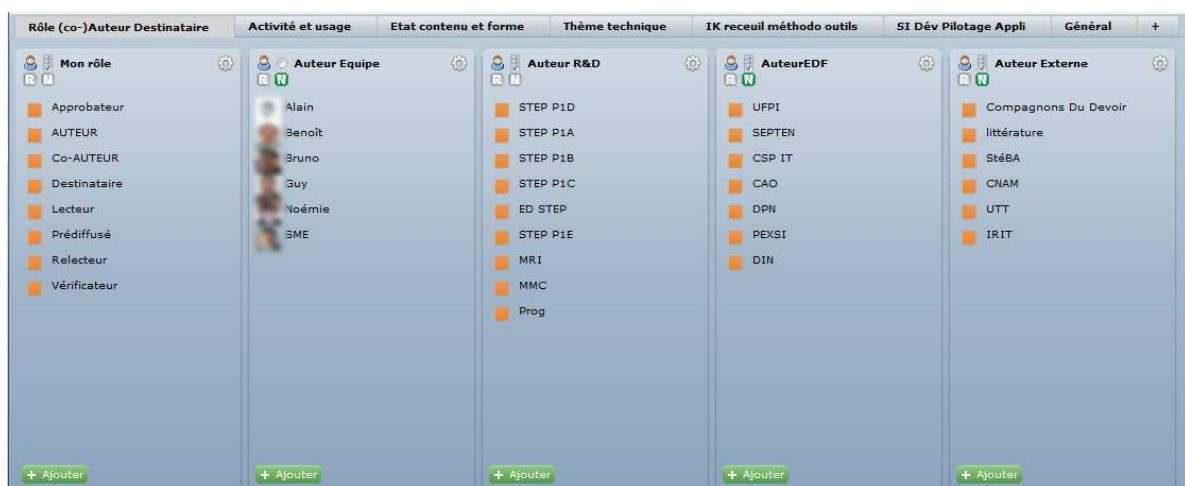 Rôle (co-)Auteur Destinataire
Activité et usage
Etat contenu et forme
Thème technique
IK receuil méthodo outils
SI Dév Pilotage Appli
Général
+
Mon rôle
R N
Approbateur
AUTEUR
Co-AUTEUR
Destinataire
Lecteur
Prédiffusé
Relecteur
Vérificateur
+ Ajouter
Auteur Equipe
R N
Alain
Benoît
Bruno
Guy
Noémie
SME
+ Ajouter
Auteur R&D
R N
STEP P1D
STEP P1A
STEP P1B
STEP P1C
ED STEP
STEP P1E
MRI
MMC
Prog
+ Ajouter
AuteurEDF
R N
UFPI
SEPTEN
CSP IT
CAO
DPN
PEXSI
DIN
+ Ajouter
Auteur Externe
R N
Compagnons Du Devoir
littérature
StéBA
CNAM
UTT
IRIT
+ Ajouter